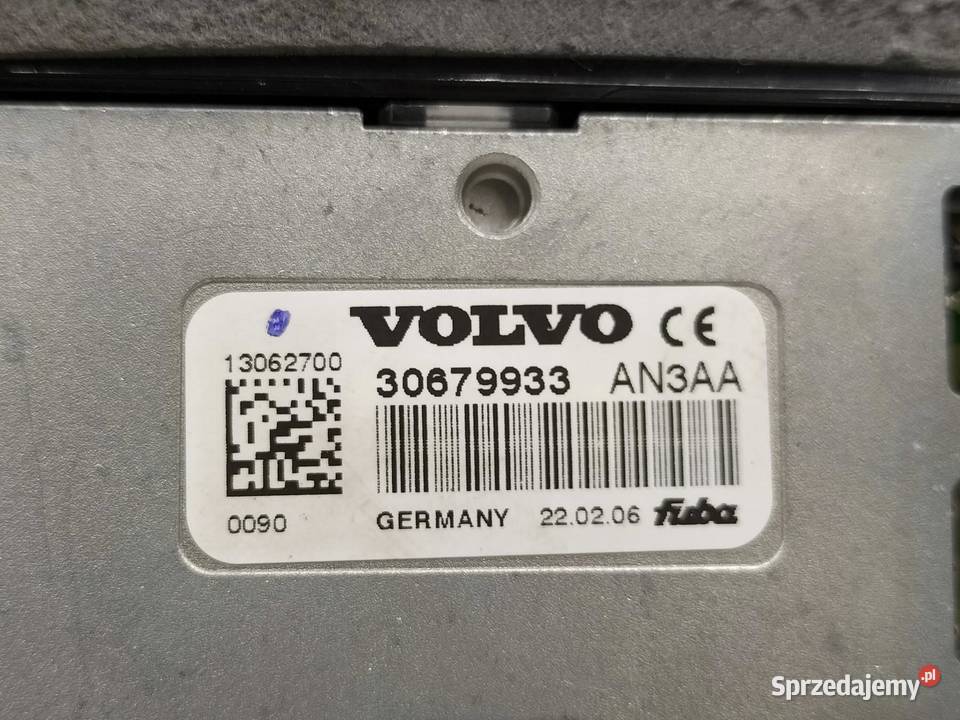 VOLVO CE
13062700
30679933 AN3AA
0090
GERMANY 22.02.06 fuba
Sprzedajemy.pl